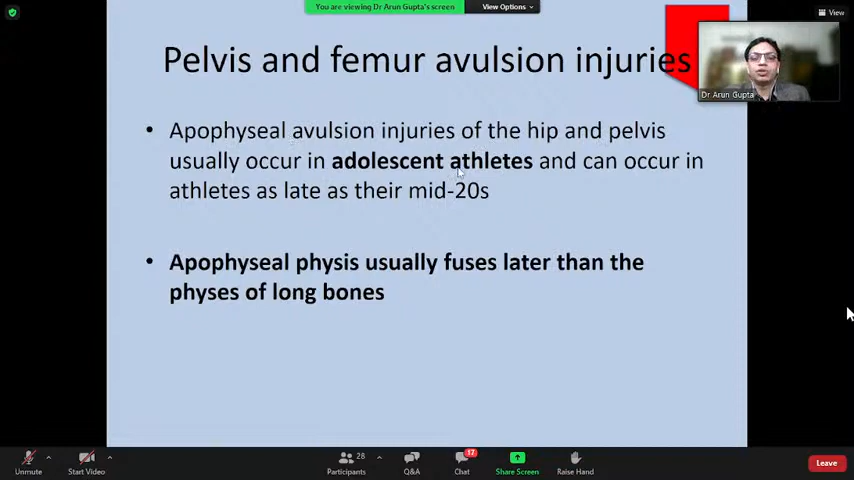 You are viewing Dr Arun Gupta's screen
View Options
View
Pelvis and femur avulsion injuries
Dr Arun Gupta
• Apophyseal avulsion injuries of the hip and pelvis
usually occur in adolescent athletes and can occur in
athletes as late as their mid-20s
• Apophyseal physis usually fuses later than the
physes of long bones
Unmute
Start Video
28
Participants
Q&A
17
Chat
Share Screen
Raise Hand
Leave